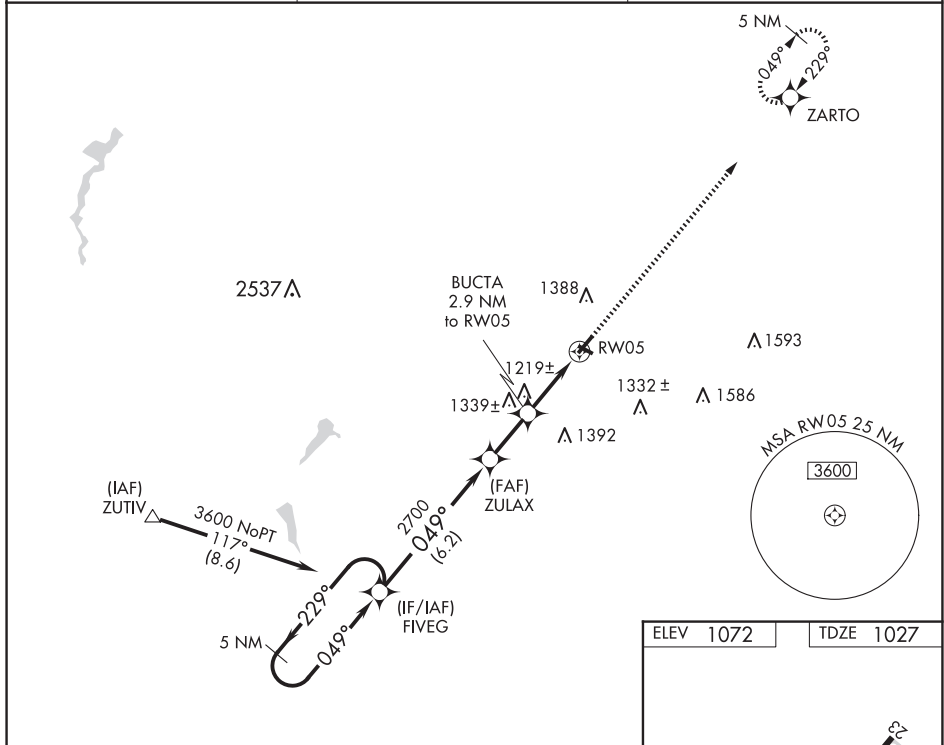 5 NM
049°
229°
ZARTO
2537
BUCTA
2.9 NM
to RW05
1388
RW05
1593
1219±
1339±
1332 ±
1586
1392
MSA RW05 25 NM
3600
(FAF)
ZULAX
(IAF)
ZUTIV
3600 NoPT
117°
(8.6)
2700
049°
(6.2)
229°
049°
5 NM
(IF/IAF)
FIVEG
ELEV 1072
TDZE 1027
23